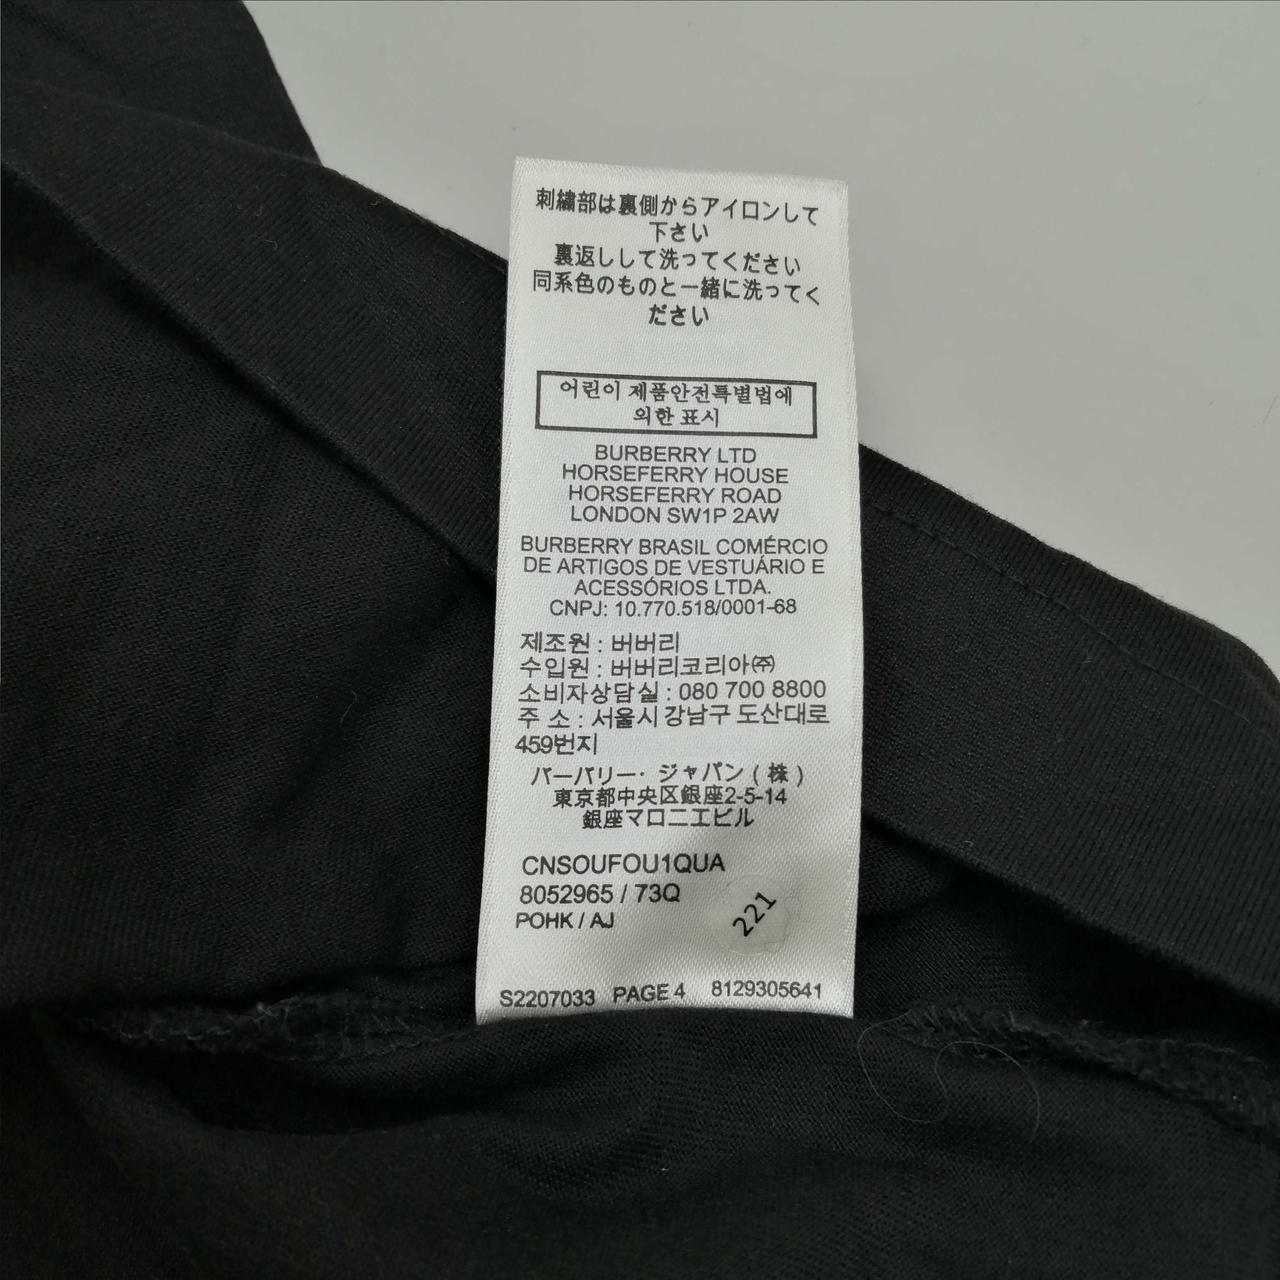 刺繍部は裏側からアイロンして
下さい
裏返しして洗ってください
同系色のものと一緒に洗ってく
ださい
어린이 제품안전특별법에
의한 표시
BURBERRY LTD
HORSEFERRY HOUSE
HORSEFERRY ROAD
LONDON SW1P 2AW
BURBERRY BRASIL COMÉRCIO
DE ARTIGOS DE VESTUÁRIO E
ACESSÓRIOS LTDA.
CNPJ: 10.770.518/0001-68
제조원 : 버버리
수입원 : 버버리코리아㈜
소비자상담실 : 080 700 8800
주 소 : 서울시 강남구 도산대로
459번지
バーバリー・ジャパン(株)
東京都中央区銀座2-5-14
銀座マロニエビル
CNSOUFOU1QUA
8052965 / 73Q
POHK / AJ
221
S2207033 PAGE 4 8129305641